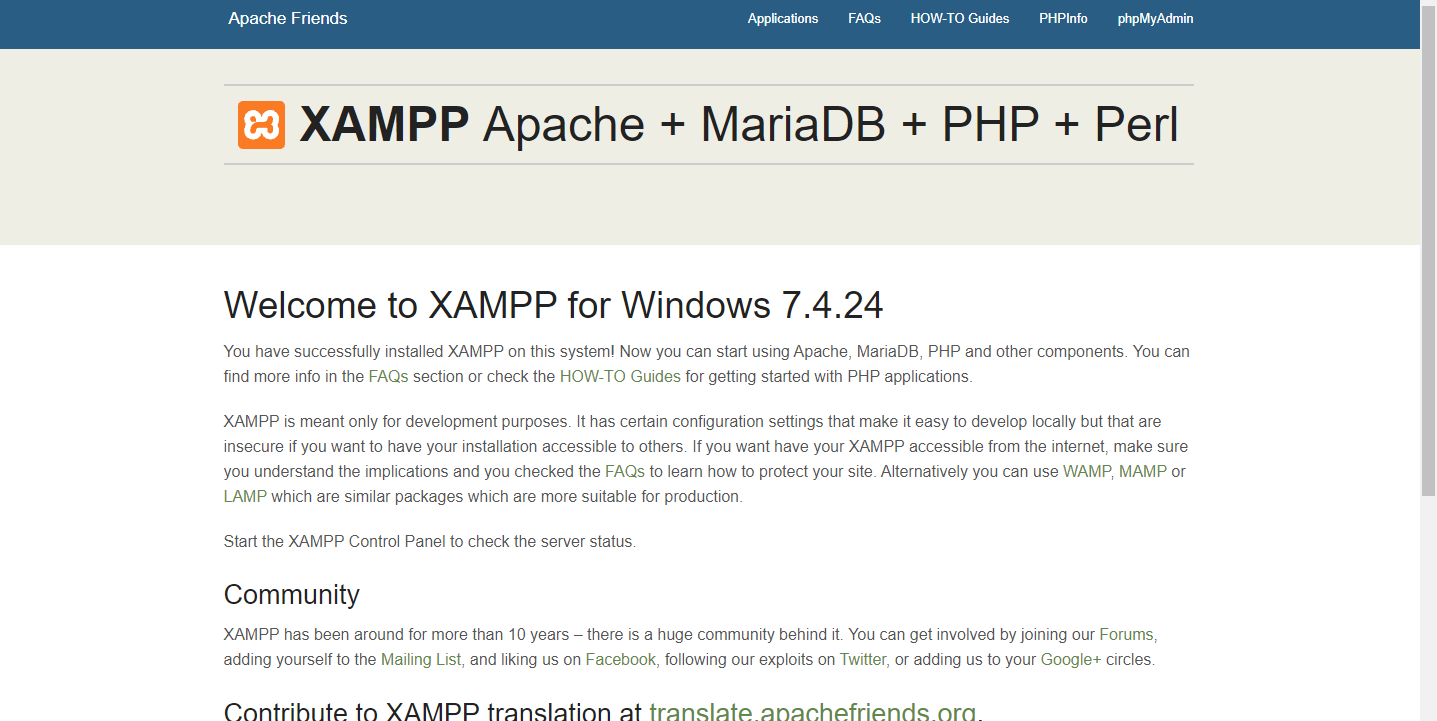 Apache Friends
Applications
FAQs
HOW-TO Guides
PHPInfo
phpMyAdmin
XAMPP Apache + MariaDB + PHP + Perl
Welcome to XAMPP for Windows 7.4.24
You have successfully installed XAMPP on this system! Now you can start using Apache, MariaDB, PHP and other components. You can
find more info in the FAQs section or check the HOW-TO Guides for getting started with PHP applications.
XAMPP is meant only for development purposes. It has certain configuration settings that make it easy to develop locally but that are
insecure if you want to have your installation accessible to others. If you want have your XAMPP accessible from the internet, make sure
you understand the implications and you checked the FAQs to learn how to protect your site. Alternatively you can use WAMP, MAMP or
LAMP which are similar packages which are more suitable for production.
Start the XAMPP Control Panel to check the server status.
Community
XAMPP has been around for more than 10 years – there is a huge community behind it. You can get involved by joining our Forums,
adding yourself to the Mailing List, and liking us on Facebook, following our exploits on Twitter, or adding us to your Google+ circles.
Contribute to XAMPP translation at translate.apachefriends.org.